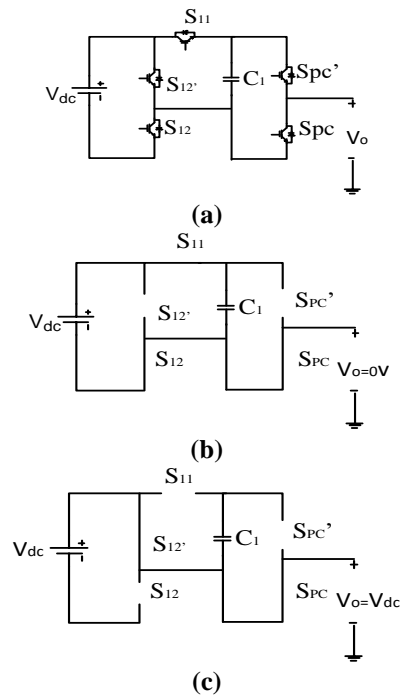 S11
Vdc
+
S12'
C1
Spc'
S12
Spc
+
Vo
(a)
S11
Vdc
+
S12'
C1
SPC'
S12
SPC
+
Vo=0v
(b)
S11
Vdc
+
S12'
C1
SPC'
S12
SPC
+
Vo=Vdc
(c)